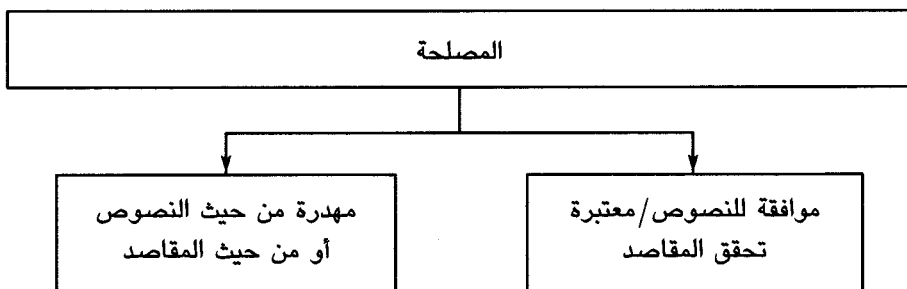 المصلحة
موافقة للنصوص/معتبرة
تحقق المقاصد
مهدرة من حيث النصوص
أو من حيث المقاصد